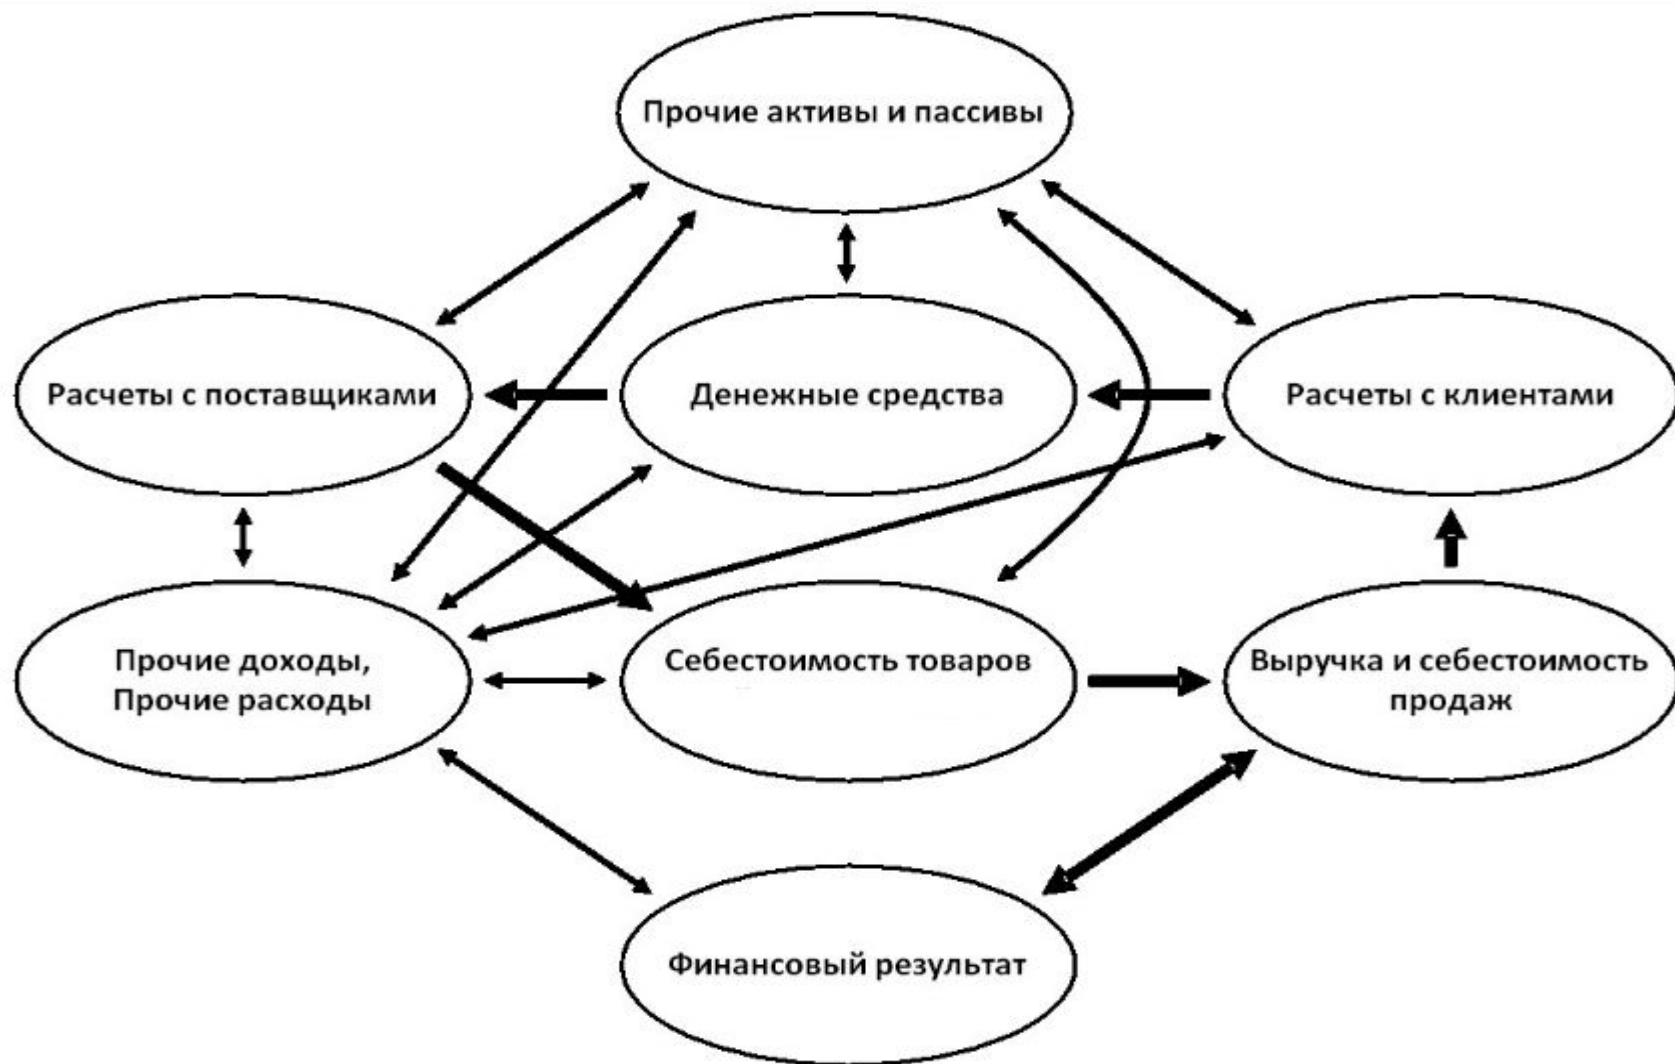 Прочие активы и пассивы
Расчеты с поставщиками
Денежные средства
Расчеты с клиентами
Прочие доходы,
Прочие расходы
Себестоимость товаров
Выручка и себестоимость
продаж
Финансовый результат